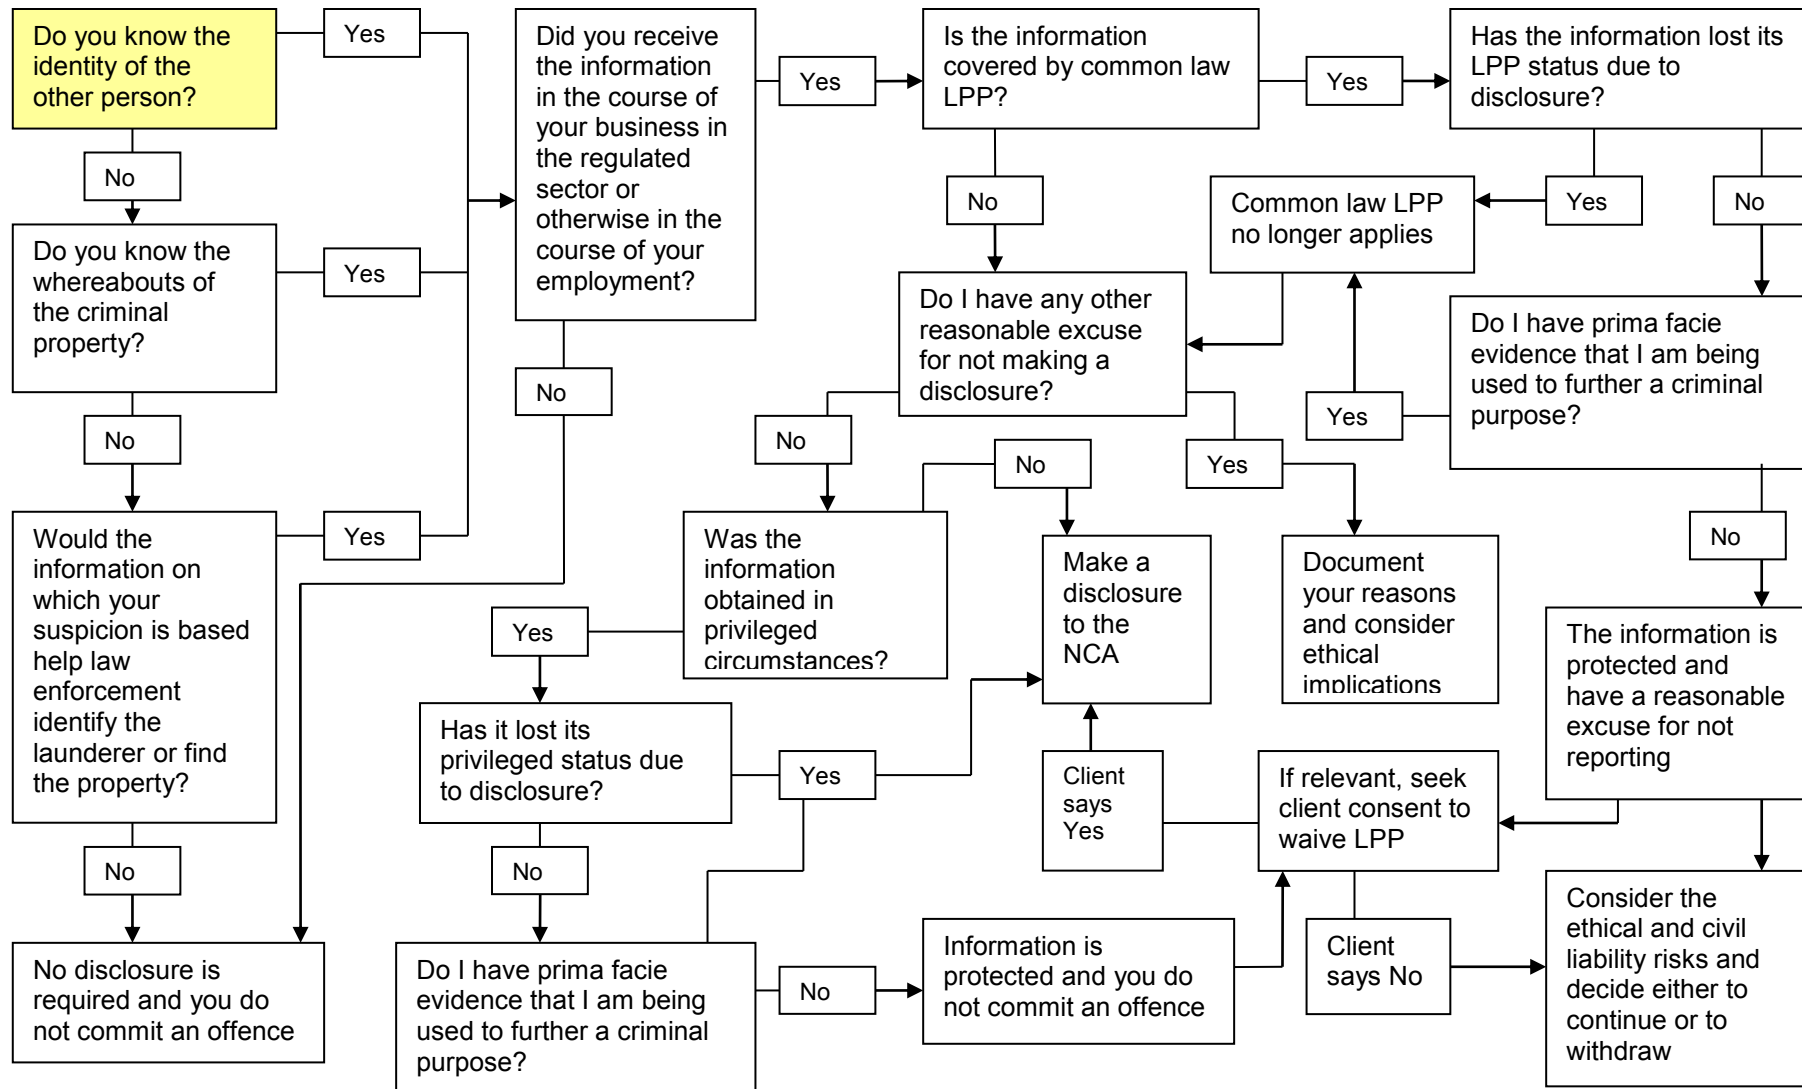 Do you know the
identity of the
other person?
Yes
No
Do you know the
whereabouts of
the criminal
property?
Yes
No
Would the
information on
which your
suspicion is based
help law
enforcement
identify the
launderer or find
the property?
Yes
No
No disclosure is
required and you do
not commit an offence
Did you receive
the information
in the course of
your business in
the regulated
sector or
otherwise in the
course of your
employment?
Yes
No
Is the information
covered by common law
LPP?
Yes
No
Has the information lost its
LPP status due to
disclosure?
Yes
No
Common law LPP
no longer applies
Do I have any other
reasonable excuse
for not making a
disclosure?
No
Yes
Do I have prima facie
evidence that I am being
used to further a criminal
purpose?
Yes
No
Was the
information
obtained in
privileged
circumstances?
No
Yes
Make a
disclosure
to the
NCA
Document
your reasons
and consider
ethical
implications
The information is
protected and
have a reasonable
excuse for not
reporting
Has it lost its
privileged status due
to disclosure?
Yes
No
Client
says
Yes
If relevant, seek
client consent to
waive LPP
Do I have prima facie
evidence that I am being
used to further a criminal
purpose?
No
Information is
protected and you do
not commit an offence
Client
says No
Consider the
ethical and civil
liability risks and
decide either to
continue or to
withdraw